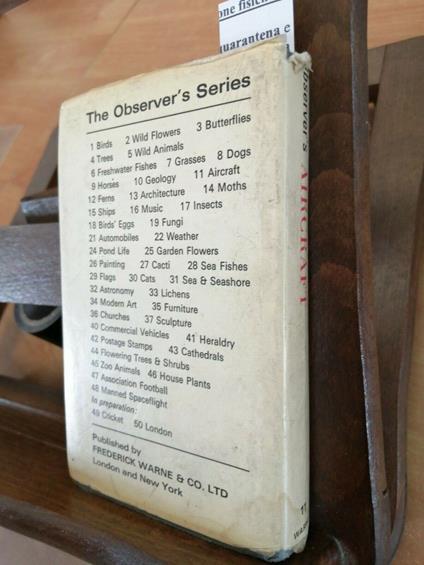 one fisic
quarantena e
The Observer's Series
1 Birds 2 Wild Flowers 3 Butterflies
4 Trees 5 Wild Animals
6 Freshwater Fishes 7 Grasses 8 Dogs
9 Horses 10 Geology 11 Aircraft
12 Ferns 13 Architecture 14 Moths
15 Ships 16 Music 17 Insects
18 Birds' Eggs 19 Fungi
21 Automobiles 22 Weather
24 Pond Life 25 Garden Flowers
26 Painting 27 Cacti 28 Sea Fishes
29 Flags 30 Cats 31 Sea & Seashore
32 Astronomy 33 Lichens
34 Modern Art 35 Furniture
36 Churches 37 Sculpture
40 Commercial Vehicles 41 Heraldry
42 Postage Stamps 43 Cathedrals
44 Flowering Trees & Shrubs
45 Zoo Animals 46 House Plants
47 Association Football
48 Manned Spaceflight
In preparation:
49 Cricket 50 London
Published by
FREDERICK WARNE & CO. LTD
London and New York
Observer's AIRCRAFT
11
WARNE